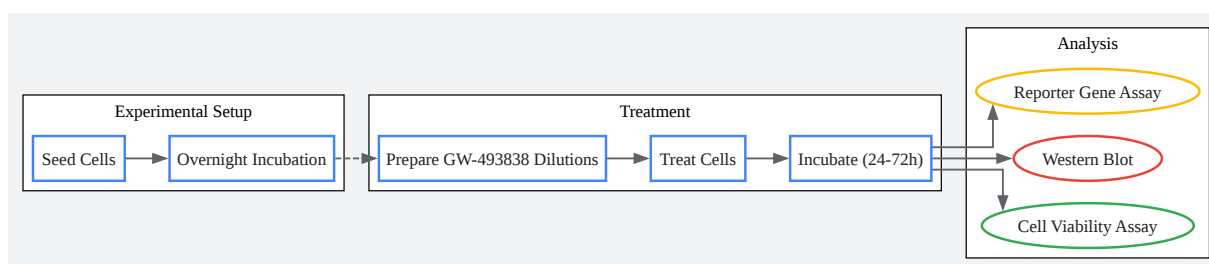 Experimental Setup
Seed Cells
Overnight Incubation
Treatment
Prepare GW-493838 Dilutions
Treat Cells
Incubate (24-72h)
Analysis
Reporter Gene Assay
Western Blot
Cell Viability Assay